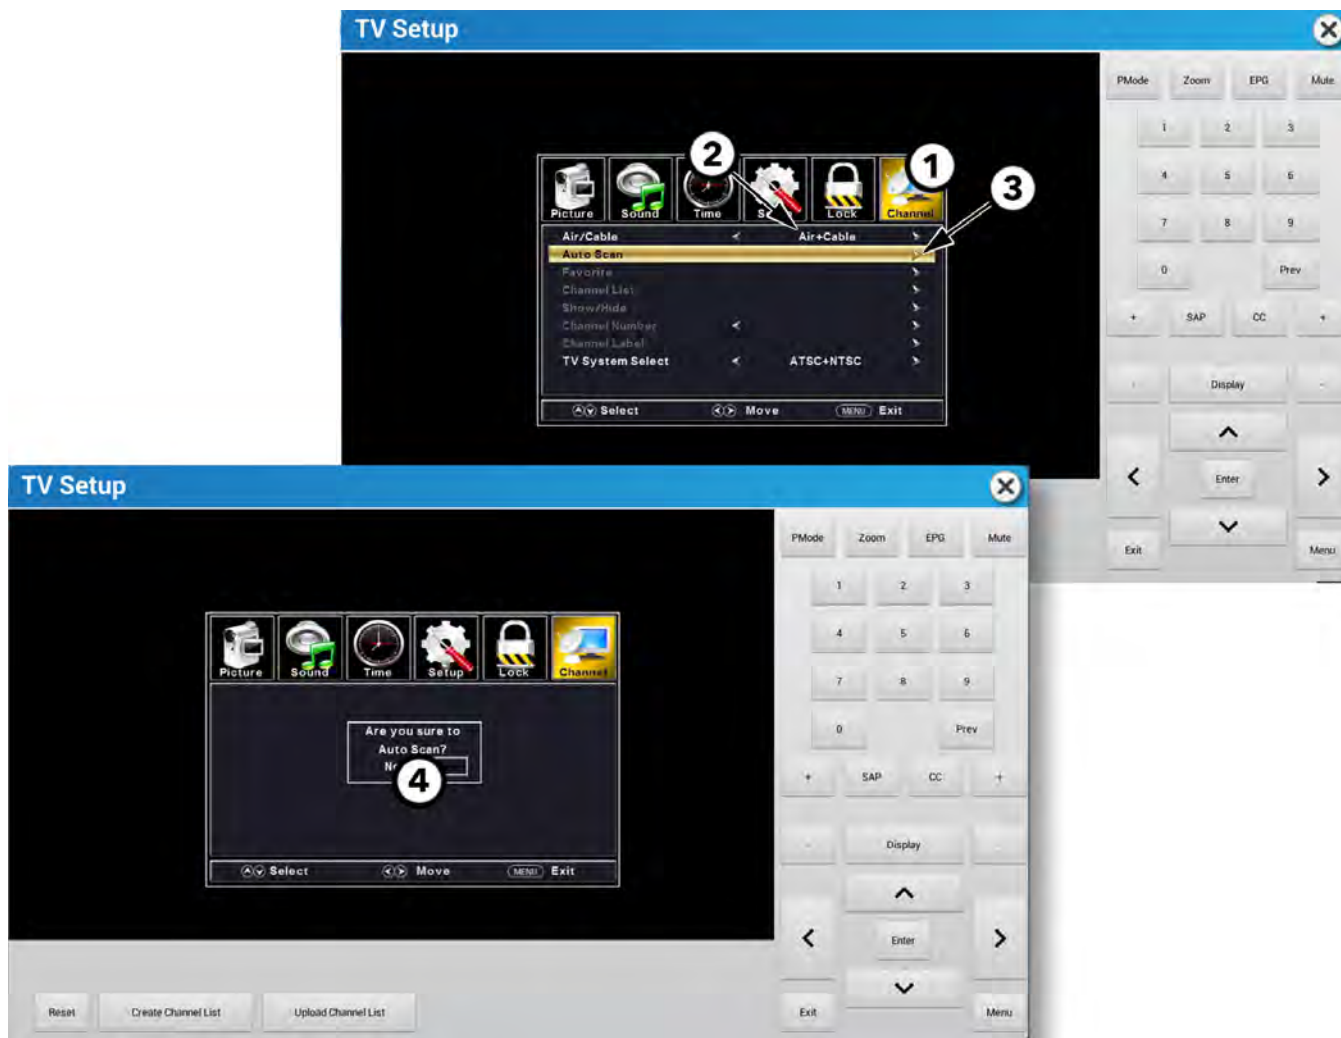 TV Setup
PMode Zoom EPG Mute
1 2 3
4 5 6
7 8 9
0 Prev
+ SAP CC +
- Display -
Enter
Exit Menu
2 1 3
Picture Sound Time Lock Channel
Air/Cable Air+Cable
Auto Scan
Favorite
Channel List
Show/Hide
Channel Number
Channel Label
TV System Select ATSC+NTSC
Select Move MENU Exit
TV Setup
PMode Zoom EPG Mute
1 2 3
4 5 6
7 8 9
0 Prev
+ SAP CC +
- Display -
Enter
Exit Menu
Picture Sound Time Setup Lock Channel
Are you sure to
Auto Scan?
4
Select Move MENU Exit
Reset Create Channel List Upload Channel List